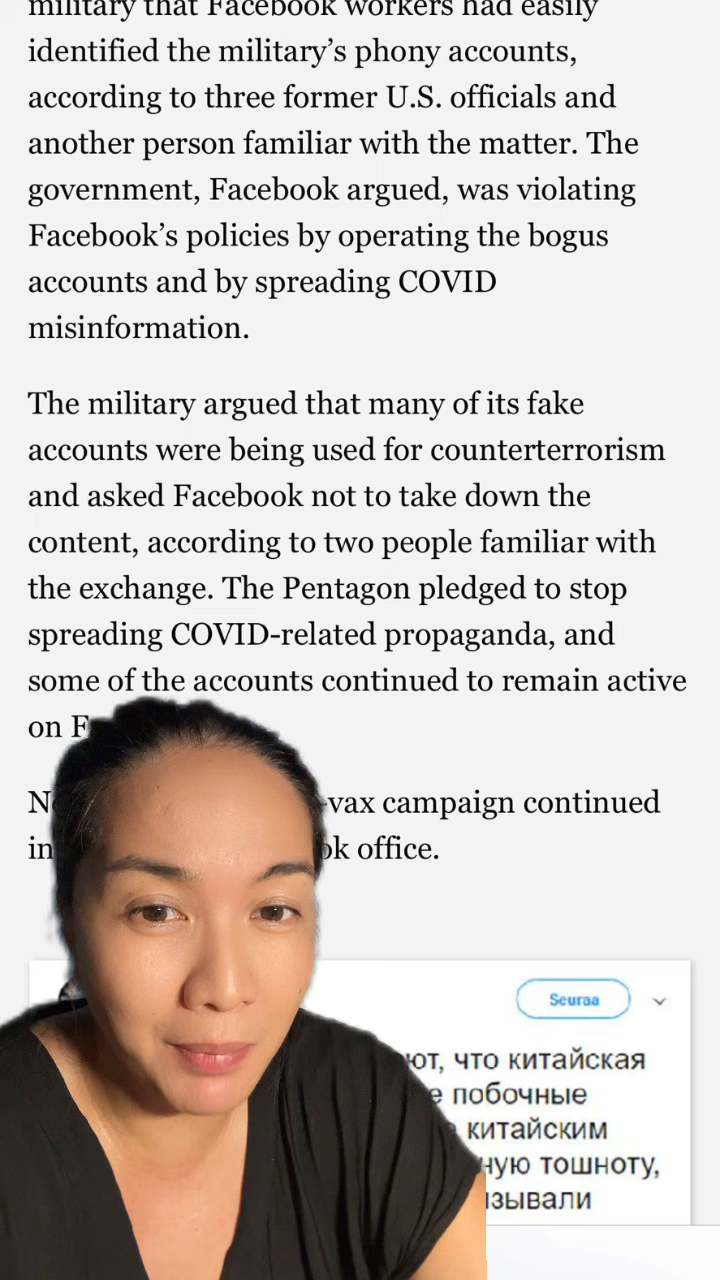 military that Facebook workers had easily
identified the military’s phony accounts,
according to three former U.S. officials and
another person familiar with the matter. The
government, Facebook argued, was violating
Facebook’s policies by operating the bogus
accounts and by spreading COVID
misinformation.
The military argued that many of its fake
accounts were being used for counterterrorism
and asked Facebook not to take down the
content, according to two people familiar with
the exchange. The Pentagon pledged to stop
spreading COVID-related propaganda, and
some of the accounts continued to remain active
on
-vax campaign continued
office.
Seuraa
что китайская
побочные
китайским
тошноту,